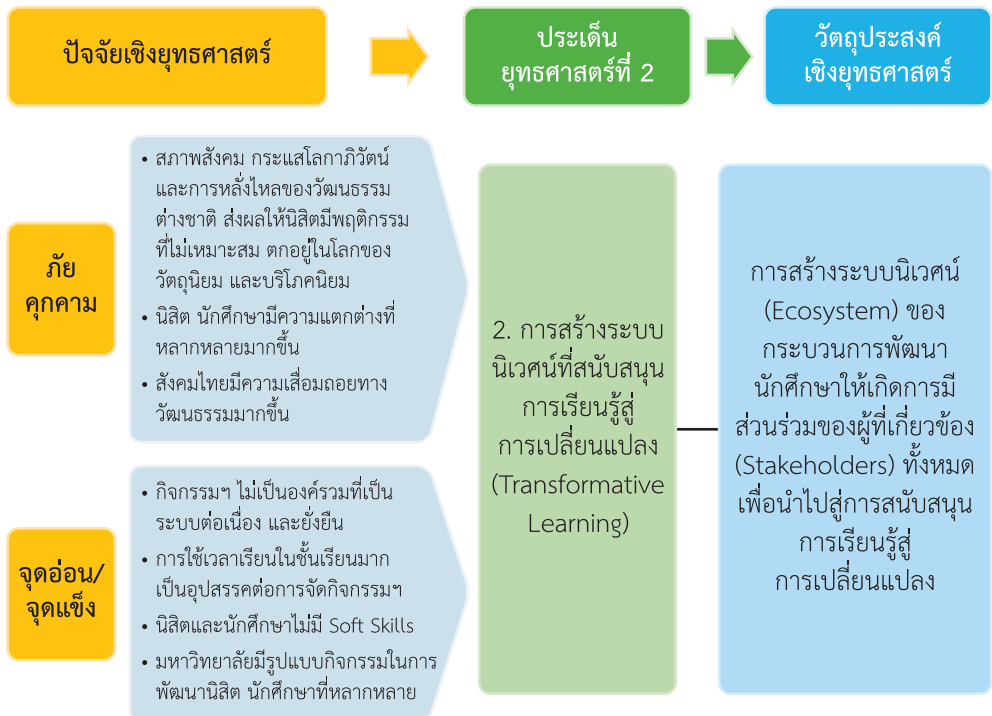 ปัจจัยเชิงยุทธศาสตร์
ประเด็น
ยุทธศาสตร์ที่ 2
วัตถุประสงค์
เชิงยุทธศาสตร์
ภัย
คุกคาม
• สภาพสังคม กระแสโลกาภิวัตน์
และการหลั่งไหลของวัฒนธรรม
ต่างชาติ ส่งผลให้นิสิตมีพฤติกรรม
ที่ไม่เหมาะสม ตกอยู่ในโลกของ
วัตถุนิยม และบริโภคนิยม
• นิสิต นักศึกษามีความแตกต่างที่
หลากหลายมากขึ้น
• สังคมไทยมีความเสื่อมถอยทาง
วัฒนธรรมมากขึ้น
จุดอ่อน/
จุดแข็ง
• กิจกรรมฯ ไม่เป็นองค์รวมที่เป็น
ระบบต่อเนื่อง และยั่งยืน
• การใช้เวลาเรียนในชั้นเรียนมาก
เป็นอุปสรรคต่อการจัดกิจกรรมฯ
• นิสิตและนักศึกษาไม่มี Soft Skills
• มหาวิทยาลัยมีรูปแบบกิจกรรมในการ
พัฒนานิสิต นักศึกษาที่หลากหลาย
2. การสร้างระบบ
นิเวศน์ที่สนับสนุน
การเรียนรู้สู่
การเปลี่ยนแปลง
(Transformative
Learning)
การสร้างระบบนิเวศน์
(Ecosystem) ของ
กระบวนการพัฒนา
นักศึกษาให้เกิดการมี
ส่วนร่วมของผู้ที่เกี่ยวข้อง
(Stakeholders) ทั้งหมด
เพื่อนำไปสู่การสนับสนุน
การเรียนรู้สู่
การเปลี่ยนแปลง